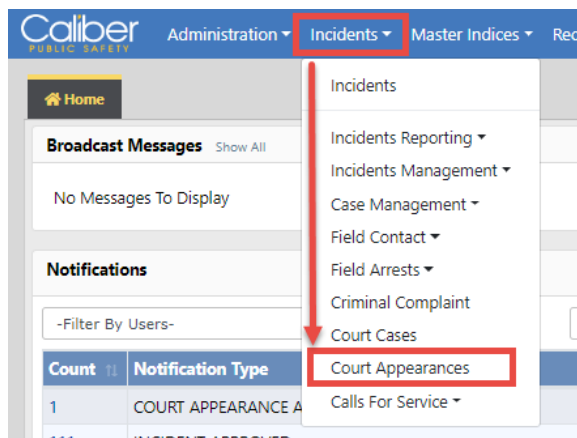 Caliber
PUBLIC SAFETY
Administration Incidents Master Indices Rec
Home
Incidents
Broadcast Messages Show All
No Messages To Display
Incidents Reporting
Incidents Management
Case Management
Field Contact
Field Arrests
Criminal Complaint
Court Cases
Court Appearances
Calls For Service
Notifications
-Filter By Users-
Count Notification Type
1 COURT APPEARANCE A